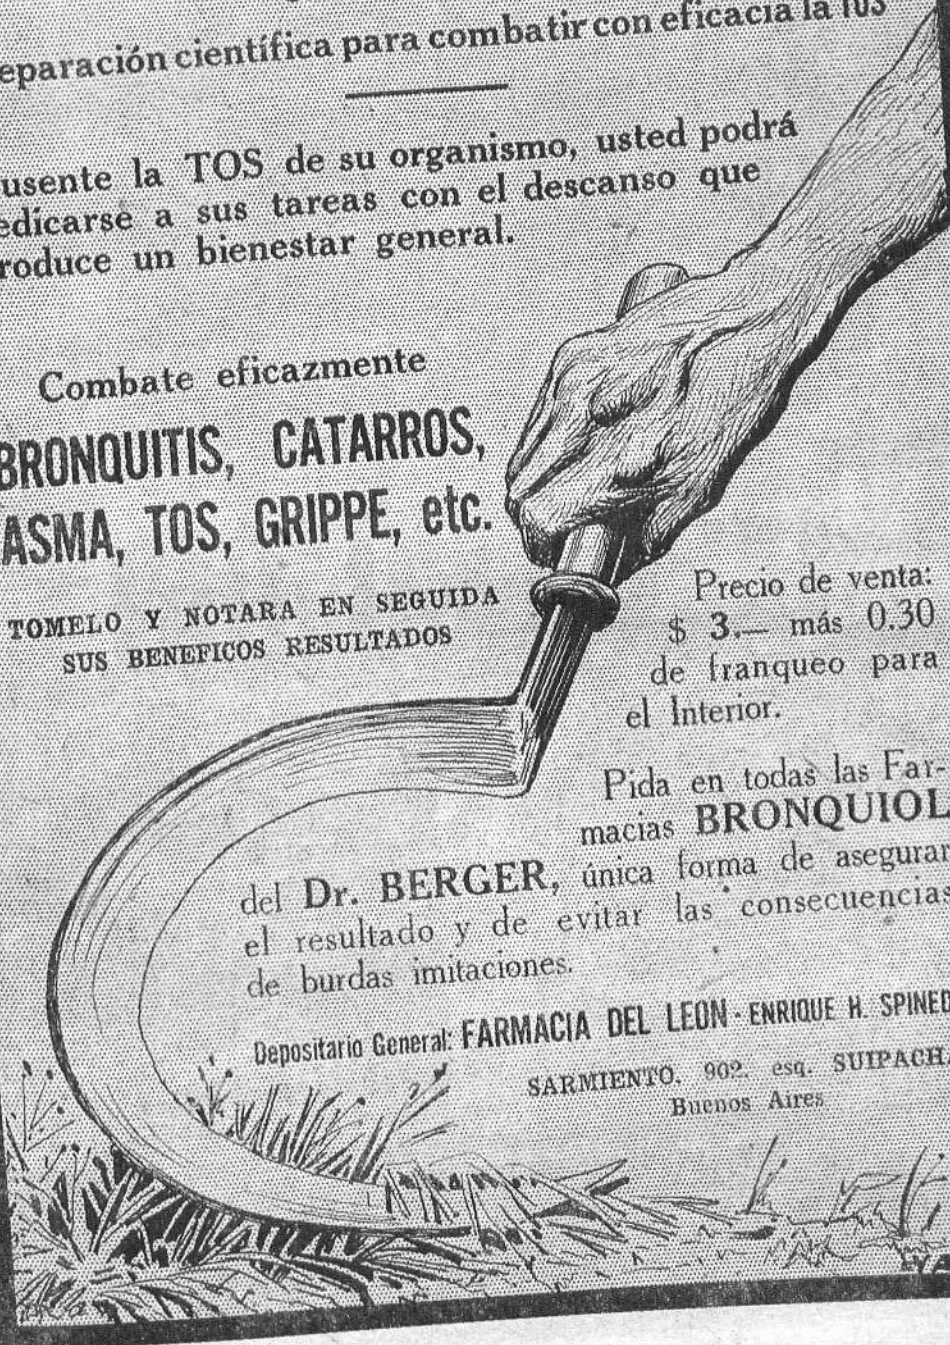 eparación científica para combatir con eficacia la TOS
usente la TOS de su organismo, usted podrá
edicarse a sus tareas con el descanso que
roduce un bienestar general.
Combate eficazmente
BRONQUITIS, CATARROS,
ASMA, TOS, GRIPPE, etc.
TOMELO Y NOTARA EN SEGUIDA
SUS BENEFICOS RESULTADOS
Precio de venta:
$ 3.— más 0.30
de franqueo para
el Interior.
Pida en todas las Far-
macias BRONQUIOL
del Dr. BERGER, única forma de asegurar
el resultado y de evitar las consecuencias
de burdas imitaciones.
Depositario General: FARMACIA DEL LEON - ENRIQUE H. SPINED
SARMIENTO, 902, esq. SUIPACH
Buenos Aires